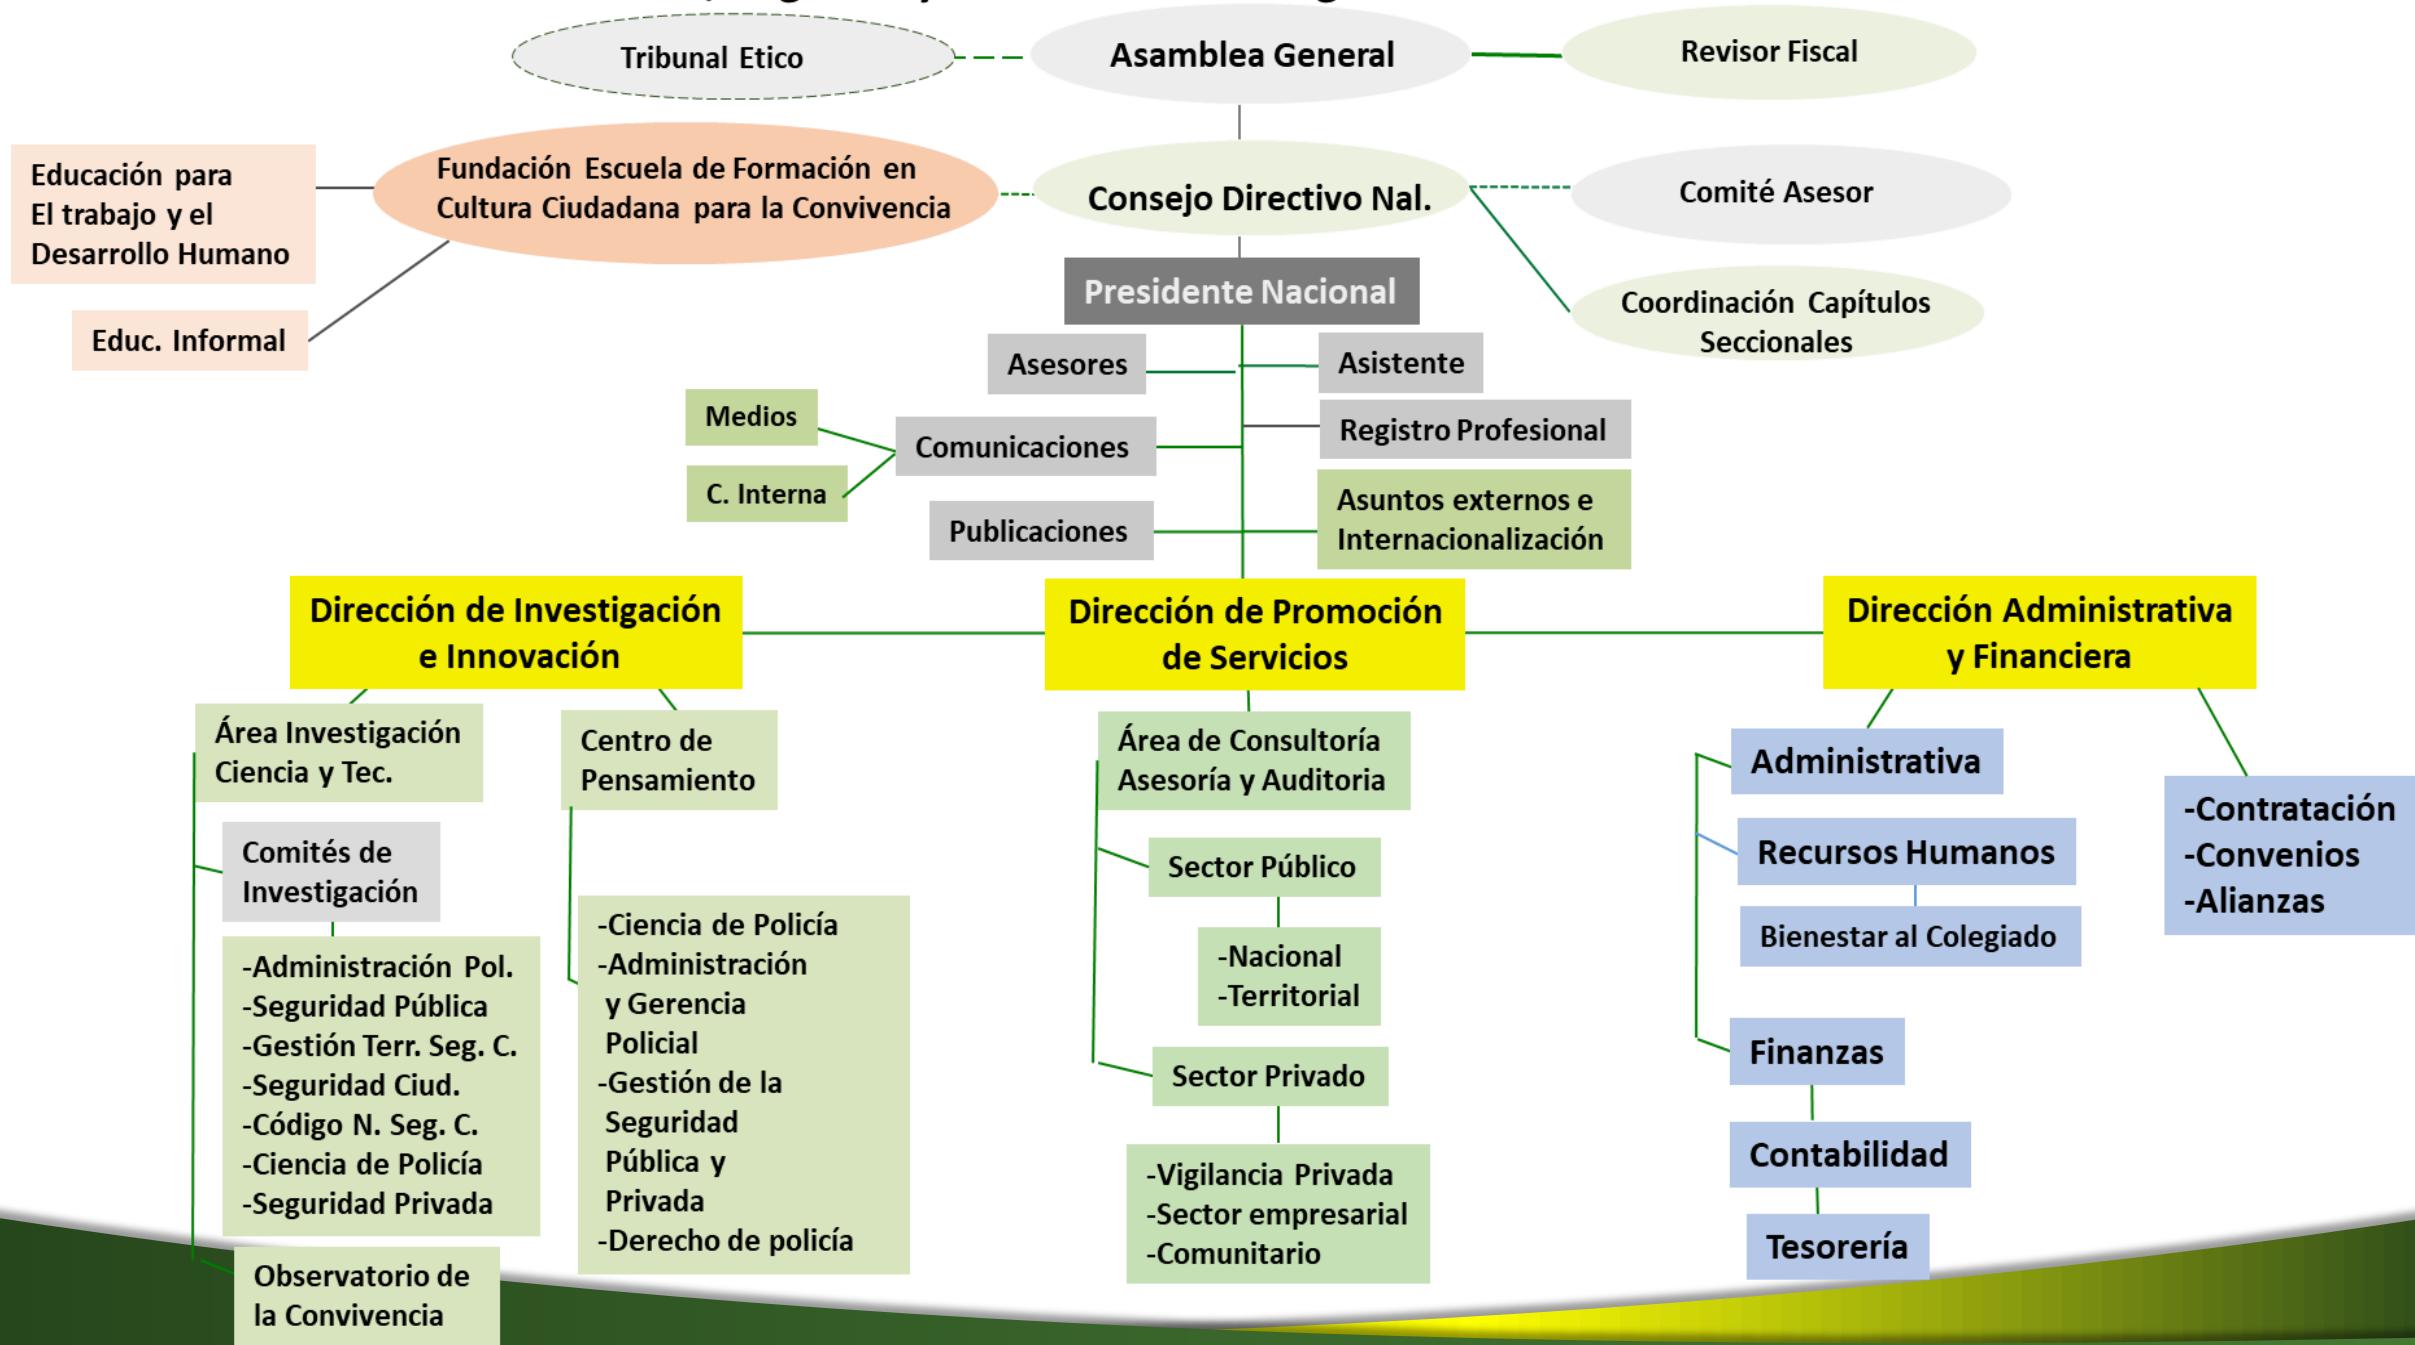 Tribunal Etico
Asamblea General
Revisor Fiscal
Educación para
El trabajo y el
Desarrollo Humano
Fundación Escuela de Formación en
Cultura Ciudadana para la Convivencia
Consejo Directivo Nal.
Comité Asesor
Educ. Informal
Presidente Nacional
Coordinación Capítulos
Seccionales
Asesores
Asistente
Medios
Comunicaciones
Registro Profesional
C. Interna
Publicaciones
Asuntos externos e
Internacionalización
Dirección de Investigación
e Innovación
Dirección de Promoción
de Servicios
Dirección Administrativa
y Financiera
Área Investigación
Ciencia y Tec.
Comités de
Investigación
-Administración Pol.
-Seguridad Pública
-Gestión Terr. Seg. C.
-Seguridad Ciud.
-Código N. Seg. C.
-Ciencia de Policía
-Seguridad Privada
Observatorio de
la Convivencia
Centro de
Pensamiento
-Ciencia de Policía
-Administración
y Gerencia
Policial
-Gestión de la
Seguridad
Pública y
Privada
-Derecho de policía
Área de Consultoría
Asesoría y Auditoria
Sector Público
-Nacional
-Territorial
Sector Privado
-Vigilancia Privada
-Sector empresarial
-Comunitario
Administrativa
Recursos Humanos
Bienestar al Colegiado
Finanzas
Contabilidad
Tesorería
-Contratación
-Convenios
-Alianzas